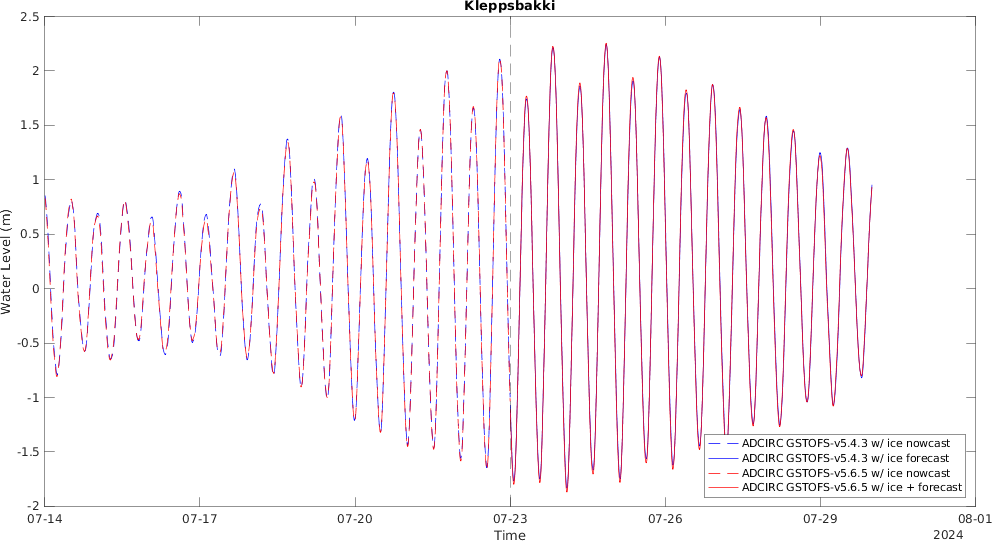 Kleppsbakki
2.5
2
1.5
1
0.5
0
-0.5
-1
-1.5
-2
Water Level (m)
ADCIRC GSTOFS-v5.4.3 w/ ice nowcast
ADCIRC GSTOFS-v5.4.3 w/ ice forecast
ADCIRC GSTOFS-v5.6.5 w/ ice nowcast
ADCIRC GSTOFS-v5.6.5 w/ ice + forecast
07-14 07-17 07-20 07-23 07-26 07-29 08-01
Time
2024